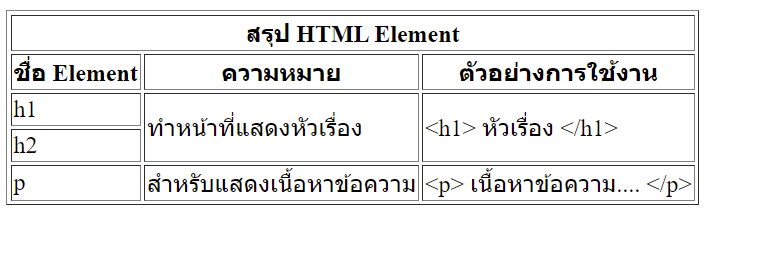 สรุป HTML Element
ชื่อ Element ความหมาย ตัวอย่างการใช้งาน
h1
ทำหน้าที่แสดงหัวเรื่อง <h1> หัวเรื่อง </h1>
h2
p สำหรับแสดงเนื้อหาข้อความ <p> เนื้อหาข้อความ.... </p>